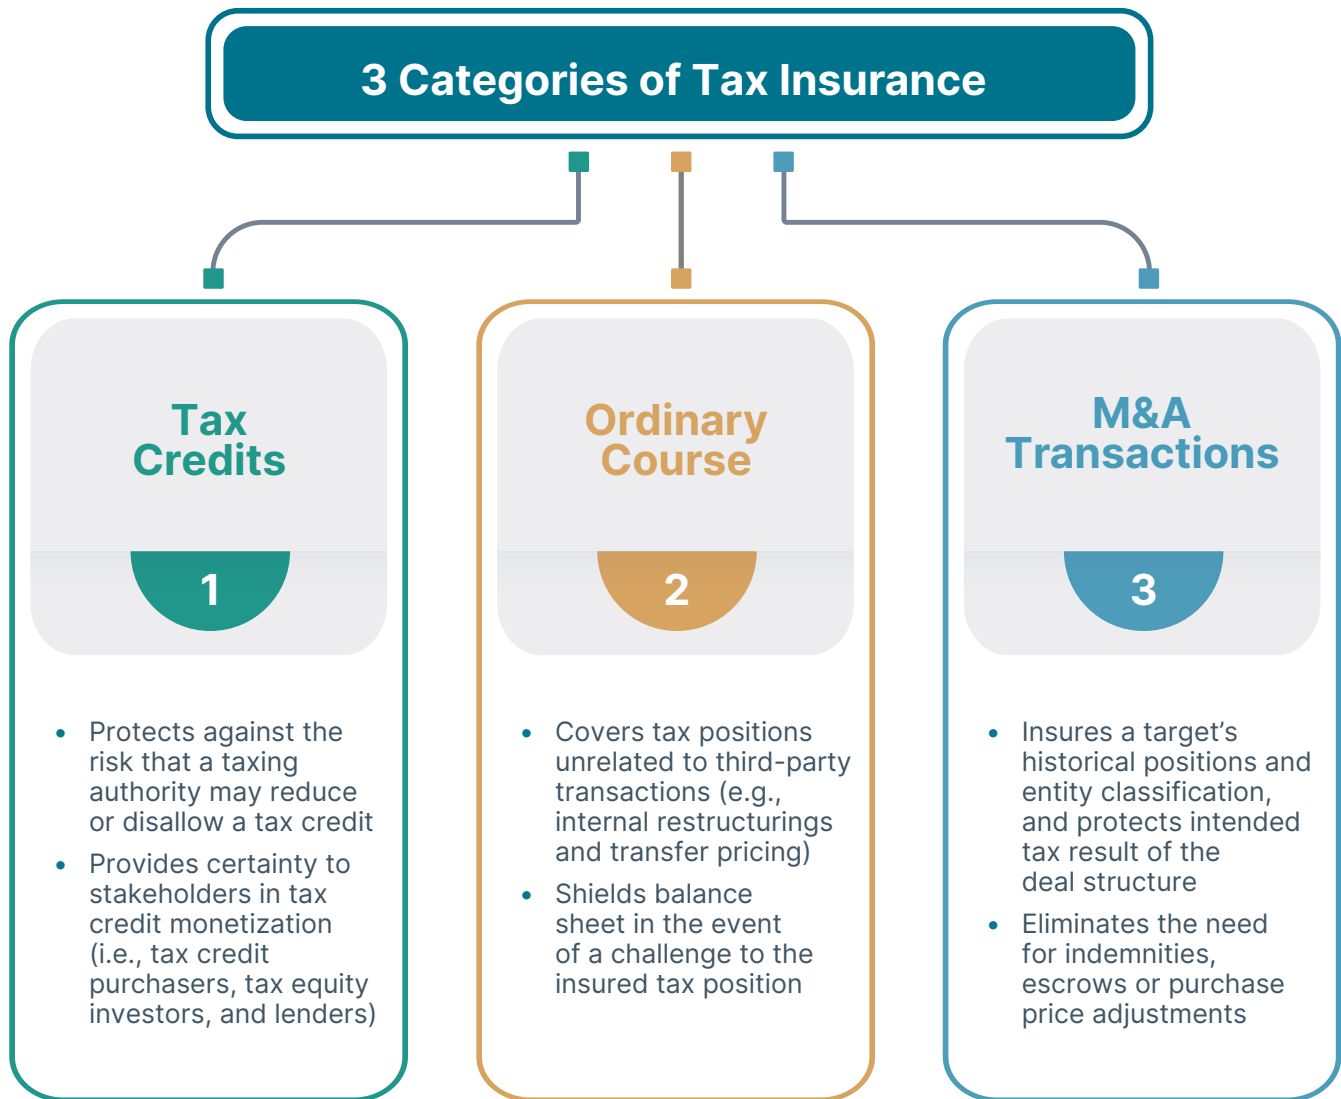 3 Categories of Tax Insurance
Tax
Credits
1
• Protects against the
risk that a taxing
authority may reduce
or disallow a tax credit
• Provides certainty to
stakeholders in tax
credit monetization
(i.e., tax credit
purchasers, tax equity
investors, and lenders)
Ordinary
Course
2
• Covers tax positions
unrelated to third-party
transactions (e.g.,
internal restructurings
and transfer pricing)
• Shields balance
sheet in the event
of a challenge to the
insured tax position
M&A
Transactions
3
• Insures a target’s
historical positions and
entity classification,
and protects intended
tax result of the
deal structure
• Eliminates the need
for indemnities,
escrows or purchase
price adjustments